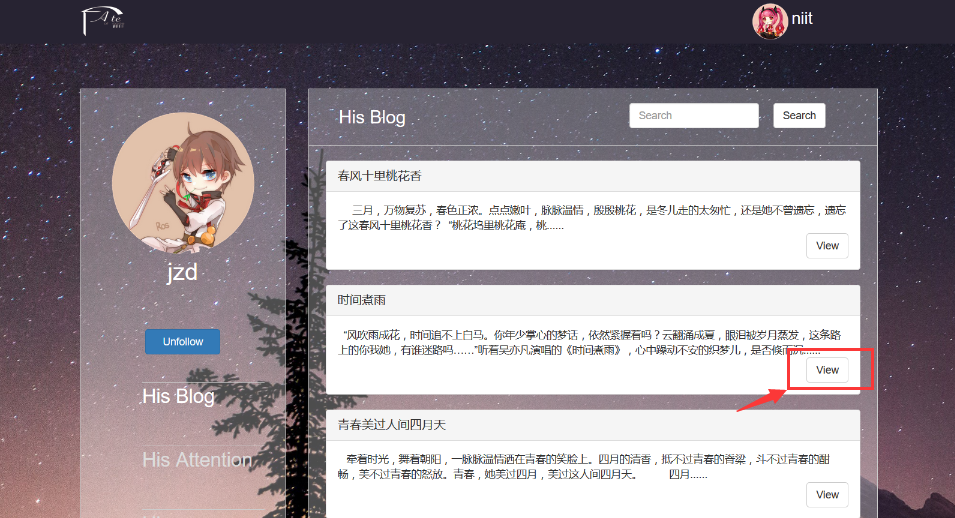 Ate
niit
jzd
Unfollow
His Blog
His Attention
His Blog
Search
Search
春风十里桃花香
三月，万物复苏，春色正浓。点点嫩叶，脉脉温情，殷殷桃花，是冬儿走的太匆忙，还是她不曾遗忘，遗忘
了这春风十里桃花香？“桃花坞里桃花庵，桃......
View
时间煮雨
“风吹雨成花，时间追不上白马。你年少掌心的梦话，依然紧握着吗？云翻涌成夏，眼泪被岁月蒸发，这条路
上的你我她，有谁迷路吗……”听着吴亦凡演唱的《时间煮雨》，心中躁动不安的织梦儿，是否倏而沉......
View
青春美过人间四月天
牵着时光，舞着朝阳，一脉脉温情洒在青春的笑脸上。四月的清香，抵不过青春的脊梁，斗不过青春的酣
畅，美不过青春的怒放。青春，她美过四月，美过这人间四月天。 四月......
View